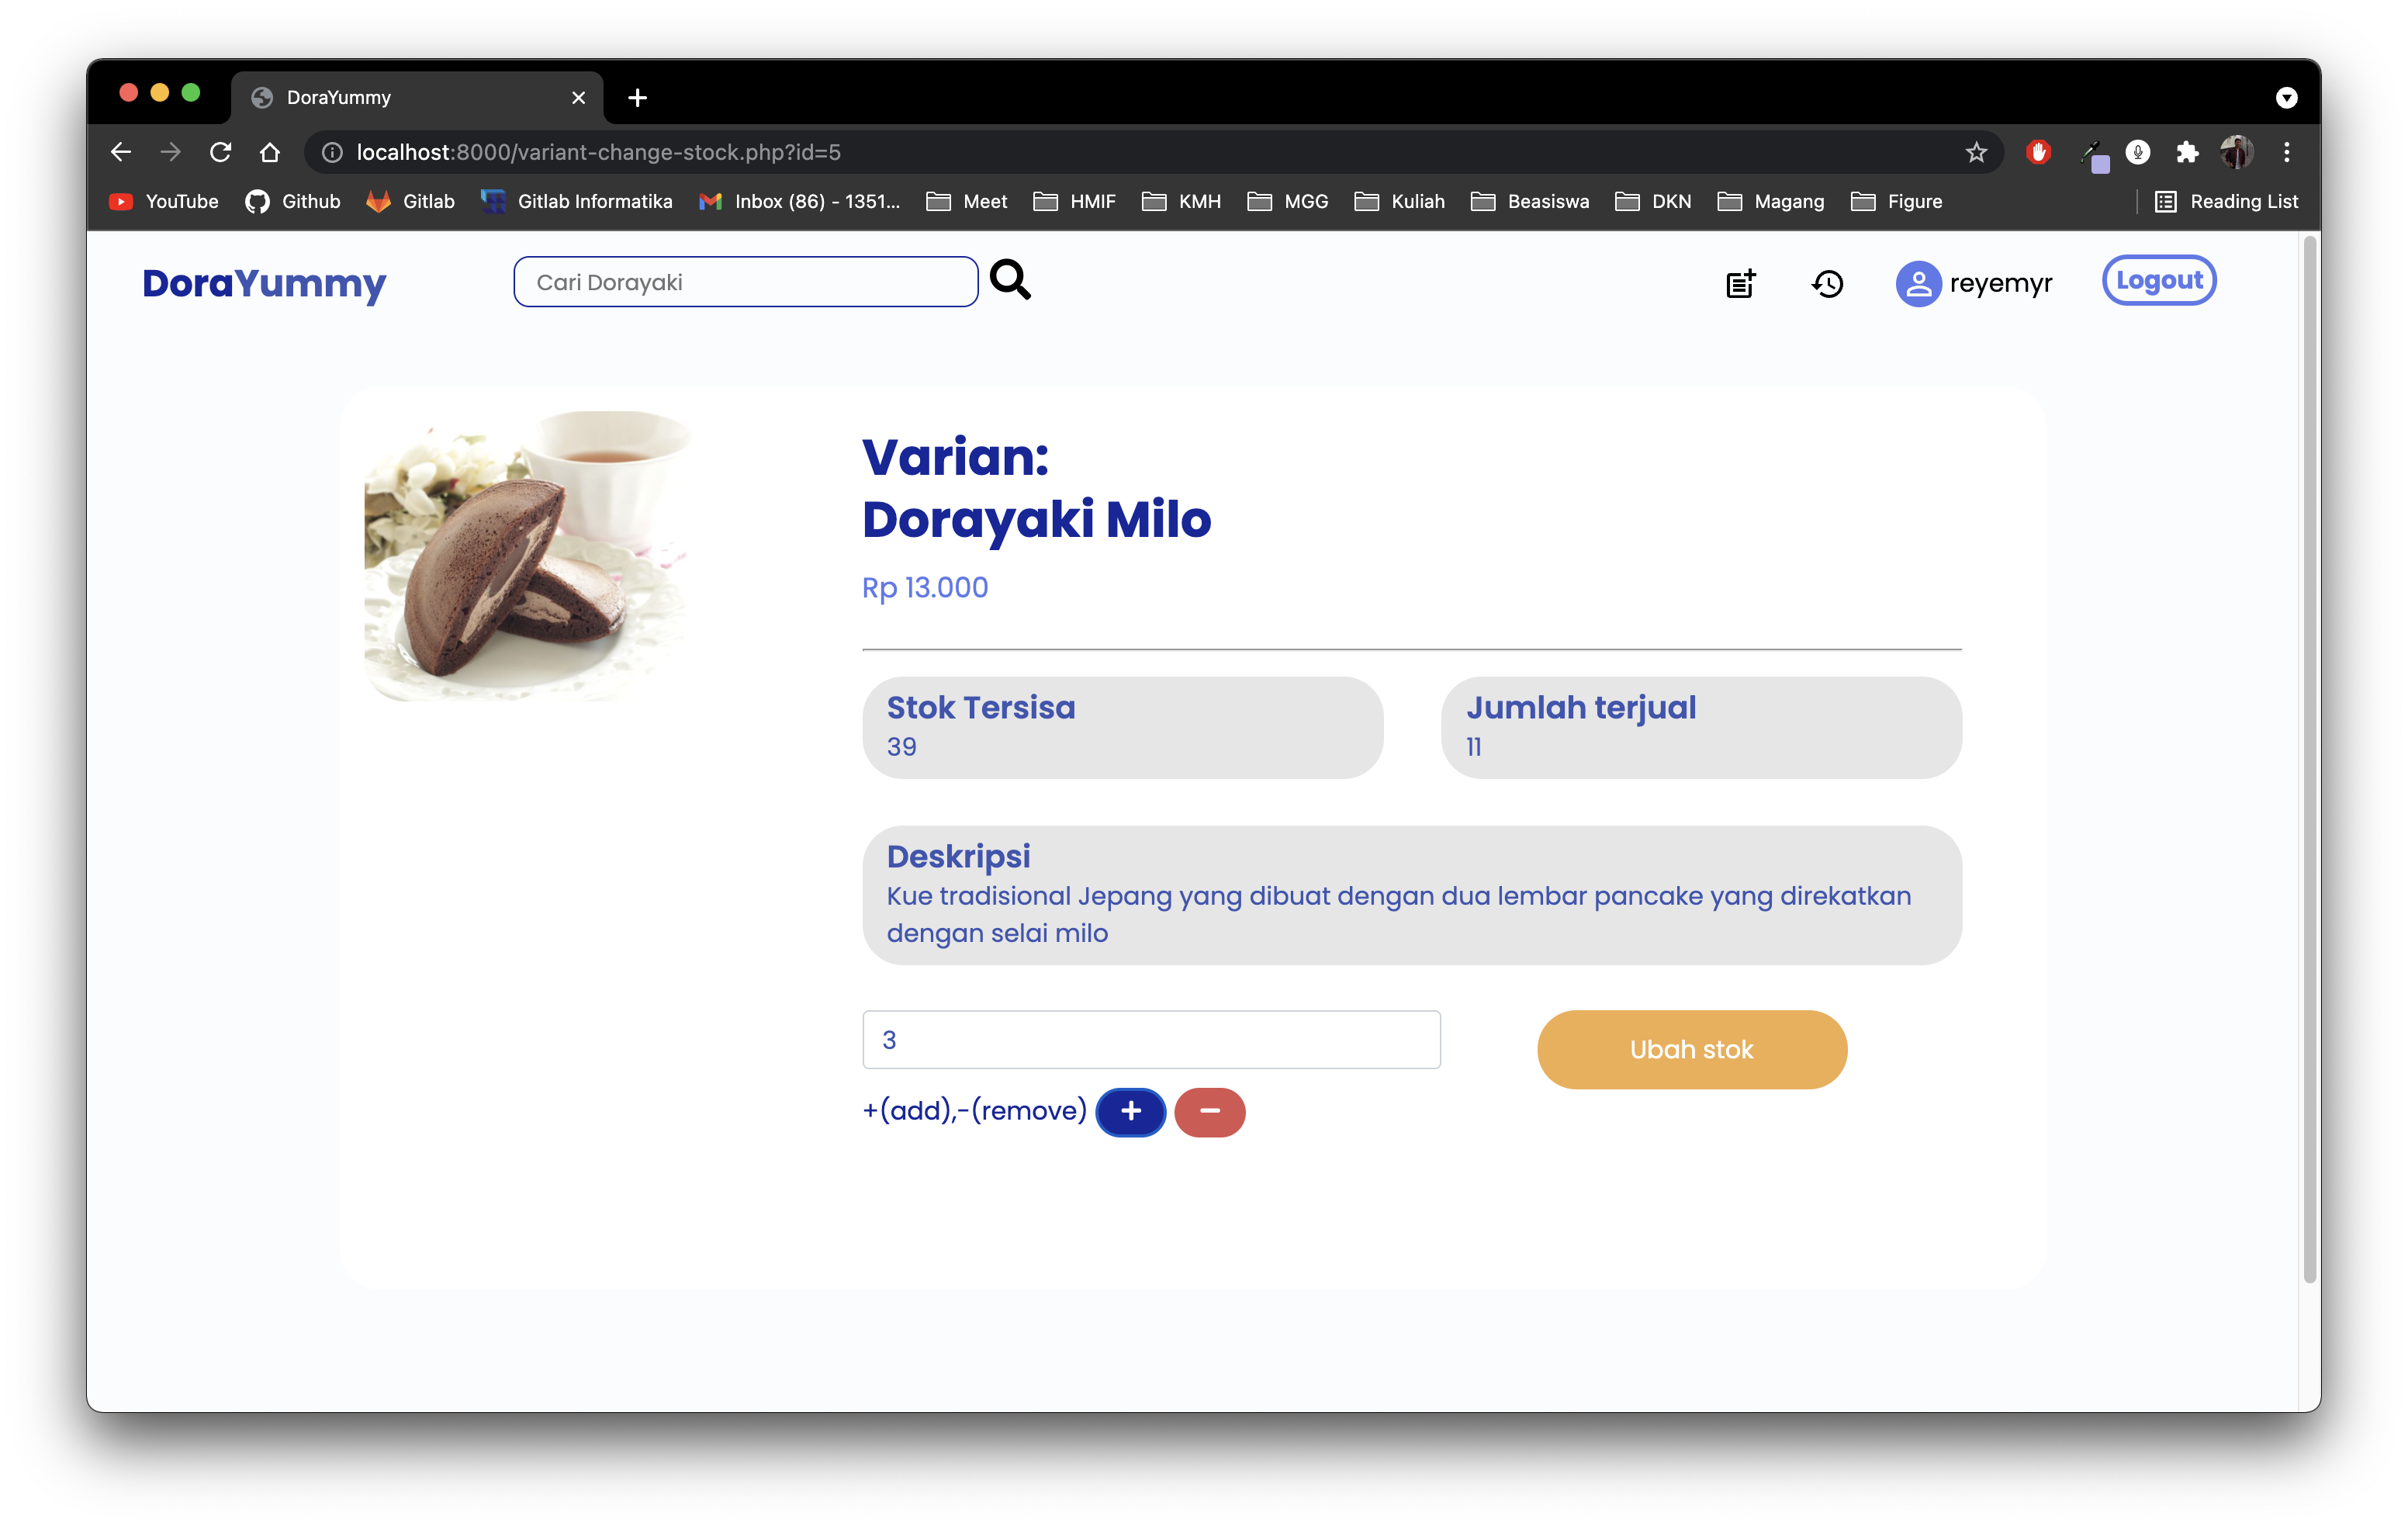 DoraYummy
localhost:8000/variant-change-stock.php?id=5
YouTube Github Gitlab Gitlab Informatika Inbox (86) - 1351... Meet HMIF KMH MGG Kuliah Beasiswa DKN Magang Figure Reading List
DoraYummy Cari Dorayaki reyemyr Logout
Varian:
Dorayaki Milo
Rp 13.000
Stok Tersisa
39
Jumlah terjual
11
Deskripsi
Kue tradisional Jepang yang dibuat dengan dua lembar pancake yang direkatkan
dengan selai milo
3
Ubah stok
+(add),-(remove) + −